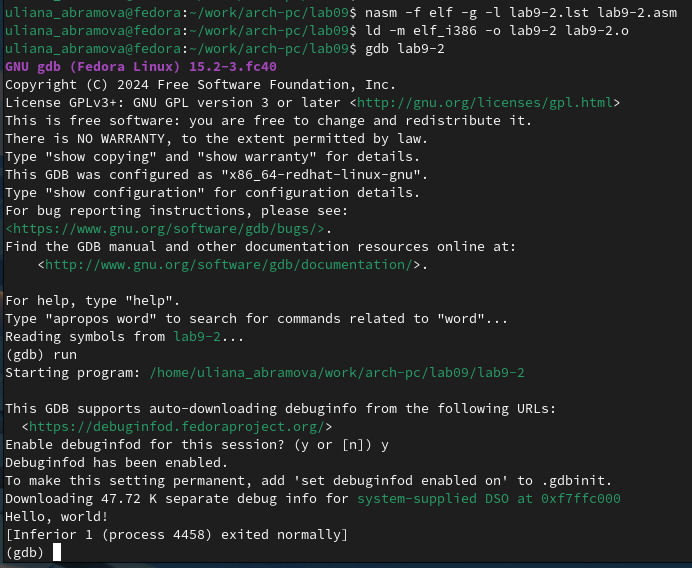 uliana_abramova@fedora:~/work/arch-pc/lab09$ nasm -f elf -g -l lab9-2.lst lab9-2.asm
uliana_abramova@fedora:~/work/arch-pc/lab09$ ld -m elf_i386 -o lab9-2 lab9-2.o
uliana_abramova@fedora:~/work/arch-pc/lab09$ gdb lab9-2
GNU gdb (Fedora Linux) 15.2-3.fc40
Copyright (C) 2024 Free Software Foundation, Inc.
License GPLv3+: GNU GPL version 3 or later <http://gnu.org/licenses/gpl.html>
This is free software: you are free to change and redistribute it.
There is NO WARRANTY, to the extent permitted by law.
Type "show copying" and "show warranty" for details.
This GDB was configured as "x86_64-redhat-linux-gnu".
Type "show configuration" for configuration details.
For bug reporting instructions, please see:
<https://www.gnu.org/software/gdb/bugs/>.
Find the GDB manual and other documentation resources online at:
    <http://www.gnu.org/software/gdb/documentation/>.

For help, type "help".
Type "apropos word" to search for commands related to "word"...
Reading symbols from lab9-2...
(gdb) run
Starting program: /home/uliana_abramova/work/arch-pc/lab09/lab9-2

This GDB supports auto-downloading debuginfo from the following URLs:
  <https://debuginfod.fedoraproject.org/>
Enable debuginfod for this session? (y or [n]) y
Debuginfod has been enabled.
To make this setting permanent, add 'set debuginfod enabled on' to .gdbinit.
Downloading 47.72 K separate debug info for system-supplied DSO at 0xf7ffc000
Hello, world!
[Inferior 1 (process 4458) exited normally]
(gdb)